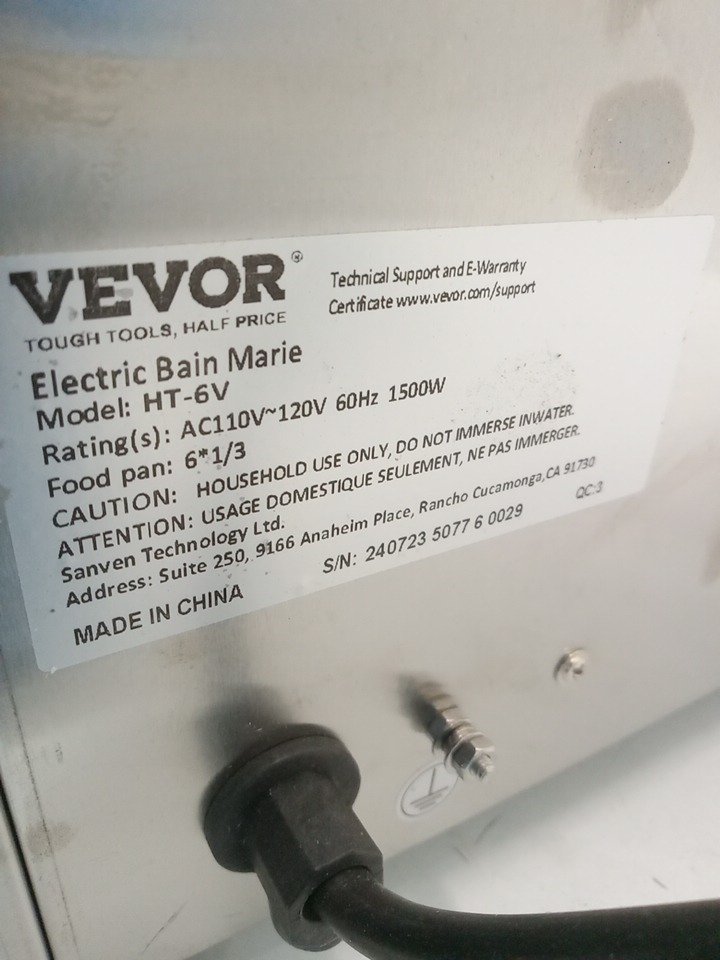 VEVOR®
TOUGH TOOLS, HALF PRICE
Technical Support and E-Warranty
Certificate www.vevor.com/support
Electric Bain Marie
Model: HT-6V
Rating(s): AC110V~120V 60Hz 1500W
Food pan: 6*1/3
CAUTION: HOUSEHOLD USE ONLY, DO NOT IMMERSE INWATER.
ATTENTION: USAGE DOMESTIQUE SEULEMENT, NE PAS IMMERGER.
Sanven Technology Ltd.
Address: Suite 250, 9166 Anaheim Place, Rancho Cucamonga,CA 91730
S/N: 240723 5077 6 0029
QC:3
MADE IN CHINA